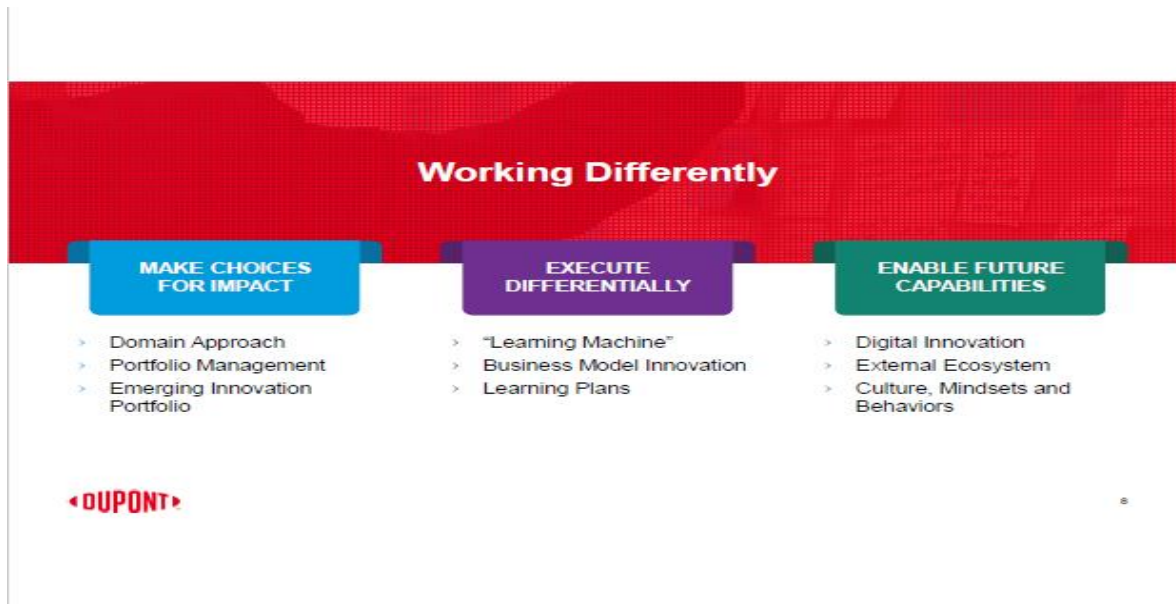 Working Differently
MAKE CHOICES
FOR IMPACT
Domain Approach
Portfolio Management
Emerging Innovation
Portfolio
EXECUTE
DIFFERENTIALLY
“Learning Machine”
Business Model Innovation
Learning Plans
ENABLE FUTURE
CAPABILITIES
Digital Innovation
External Ecosystem
Culture, Mindsets and
Behaviors
DUPONT